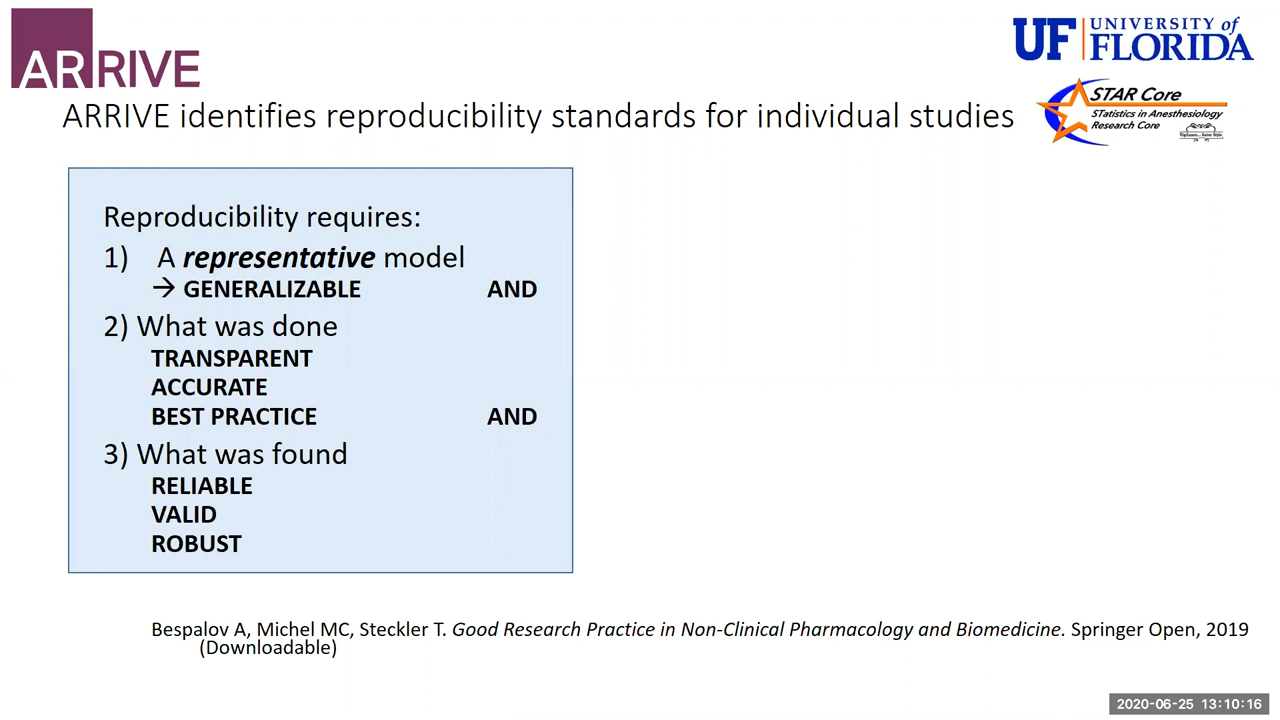 ARRIVE
UF UNIVERSITY of
FLORIDA
ARRIVE identifies reproducibility standards for individual studies
STAR Core
Statistics in Anesthesiology
Research Core
Reproducibility requires:
1) A representative model
→ GENERALIZABLE AND
2) What was done
TRANSPARENT
ACCURATE
BEST PRACTICE AND
3) What was found
RELIABLE
VALID
ROBUST
Bespalov A, Michel MC, Steckler T. Good Research Practice in Non-Clinical Pharmacology and Biomedicine. Springer Open, 2019
(Downloadable)
2020-06-25 13:10:16